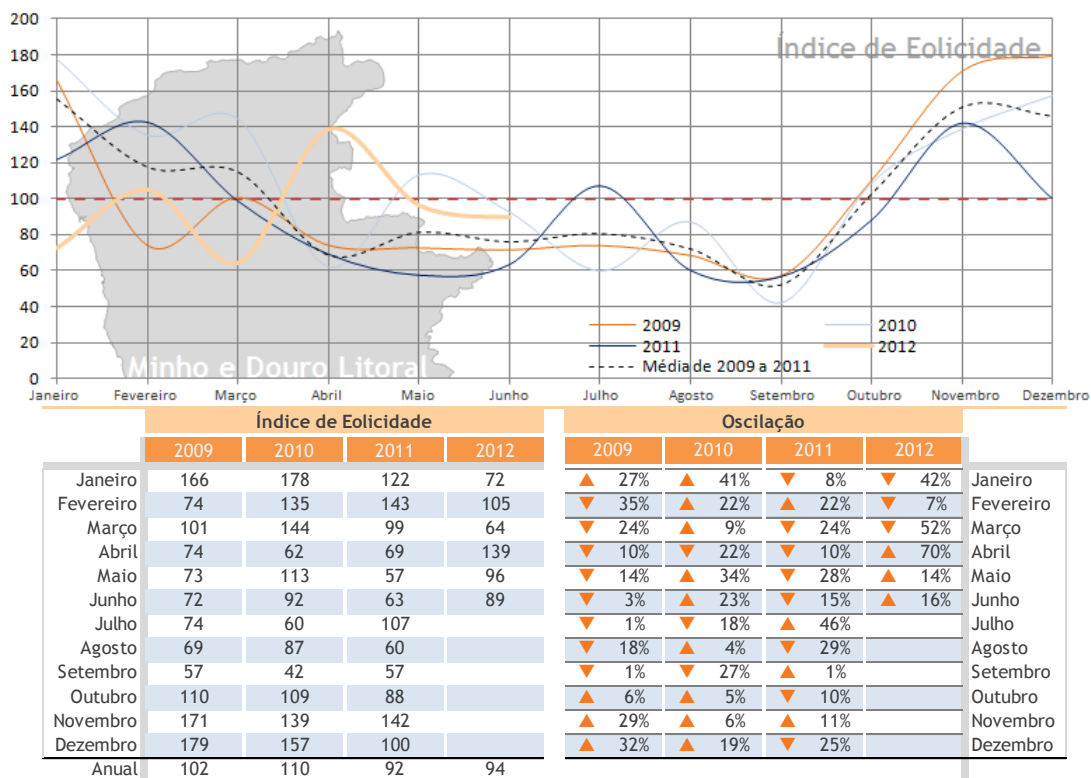 200
180
Índice de Eolicidade
160
140
120
100
80
60
40
2009 2010
20
2011 2012
Minho e Douro Litoral
Média de 2009 a 2011
0
Janeiro Fevereiro Março Abril Maio Junho Julho Agosto Setembro Outubro Novembro Dezembro
Índice de Eolicidade Oscilação
2009 2010 2011 2012 2009 2010 2011 2012
Janeiro 166 178 122 72 ▲ 27% ▲ 41% ▼ 8% ▼ 42% Janeiro
Fevereiro 74 135 143 105 ▼ 35% ▲ 22% ▲ 22% ▼ 7% Fevereiro
Março 101 144 99 64 ▼ 24% ▲ 9% ▼ 24% ▼ 52% Março
Abril 74 62 69 139 ▼ 10% ▼ 22% ▼ 10% ▲ 70% Abril
Maio 73 113 57 96 ▼ 14% ▲ 34% ▼ 28% ▲ 14% Maio
Junho 72 92 63 89 ▼ 3% ▲ 23% ▼ 15% ▲ 16% Junho
Julho 74 60 107 ▼ 1% ▼ 18% ▲ 46% Julho
Agosto 69 87 60 ▼ 18% ▲ 4% ▼ 29% Agosto
Setembro 57 42 57 ▼ 1% ▼ 27% ▲ 1% Setembro
Outubro 110 109 88 ▲ 6% ▲ 5% ▼ 10% Outubro
Novembro 171 139 142 ▲ 29% ▲ 6% ▲ 11% Novembro
Dezembro 179 157 100 ▲ 32% ▲ 19% ▼ 25% Dezembro
Anual 102 110 92 94